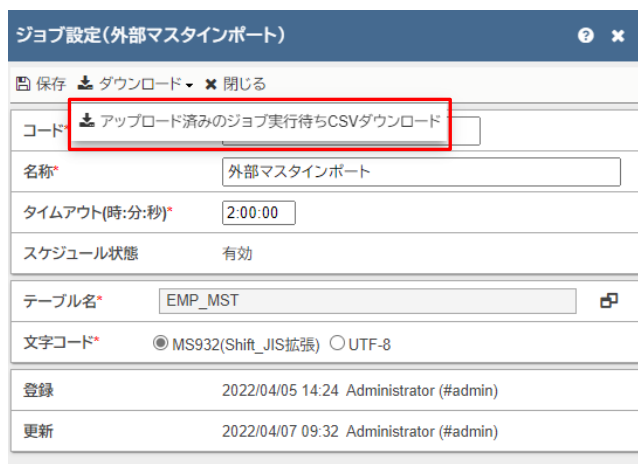 ジョブ設定(外部マスタインポート)
保存 ダウンロード 閉じる
アップロード済みのジョブ実行待ちCSVダウンロード
コード*
名称* 外部マスタインポート
タイムアウト(時:分:秒)* 2:00:00
スケジュール状態 有効
テーブル名* EMP_MST
文字コード* MS932(Shift_JIS拡張) UTF-8
登録 2022/04/05 14:24 Administrator (#admin)
更新 2022/04/07 09:32 Administrator (#admin)